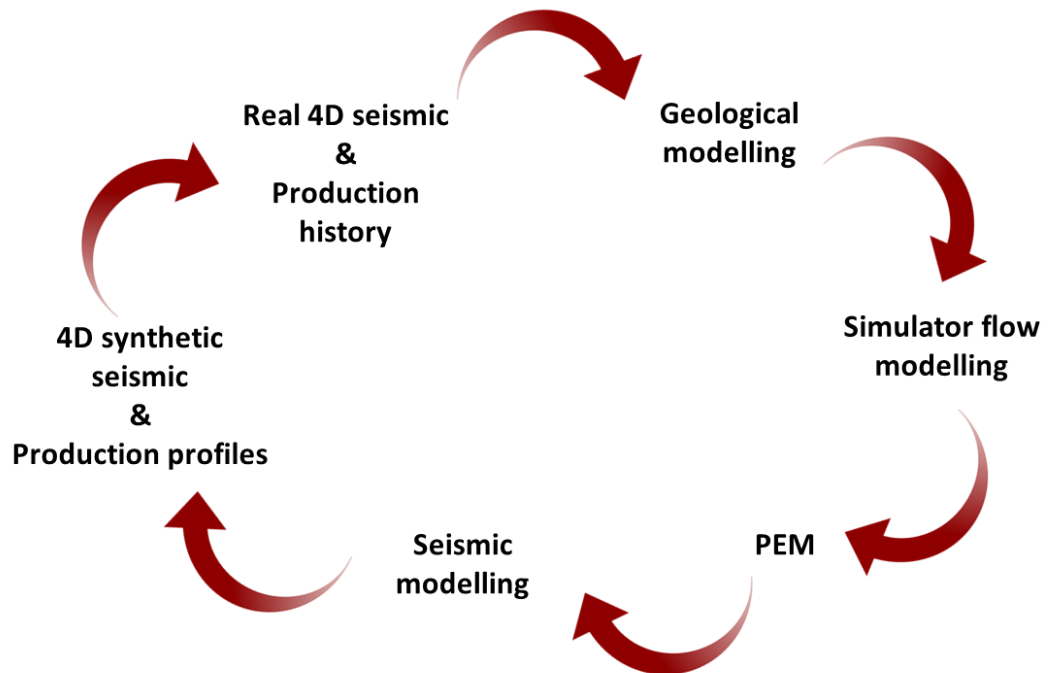 Real 4D seismic
&
Production
history
Geological
modelling
Simulator flow
modelling
PEM
Seismic
modelling
4D synthetic
seismic
&
Production profiles